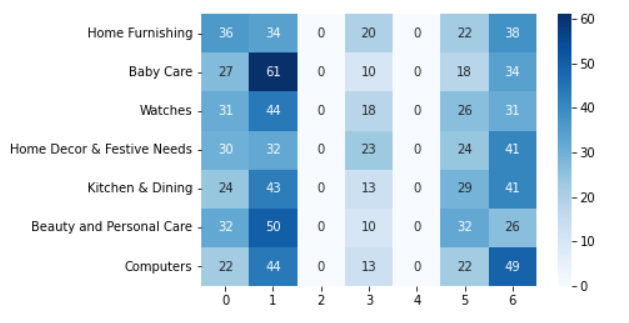 Home Furnishing 36 34 0 20 0 22 38
Baby Care 27 61 0 10 0 18 34
Watches 31 44 0 18 0 26 31
Home Decor & Festive Needs 30 32 0 23 0 24 41
Kitchen & Dining 24 43 0 13 0 29 41
Beauty and Personal Care 32 50 0 10 0 32 26
Computers 22 44 0 13 0 22 49
0 1 2 3 4 5 6
60
50
40
30
20
10
0